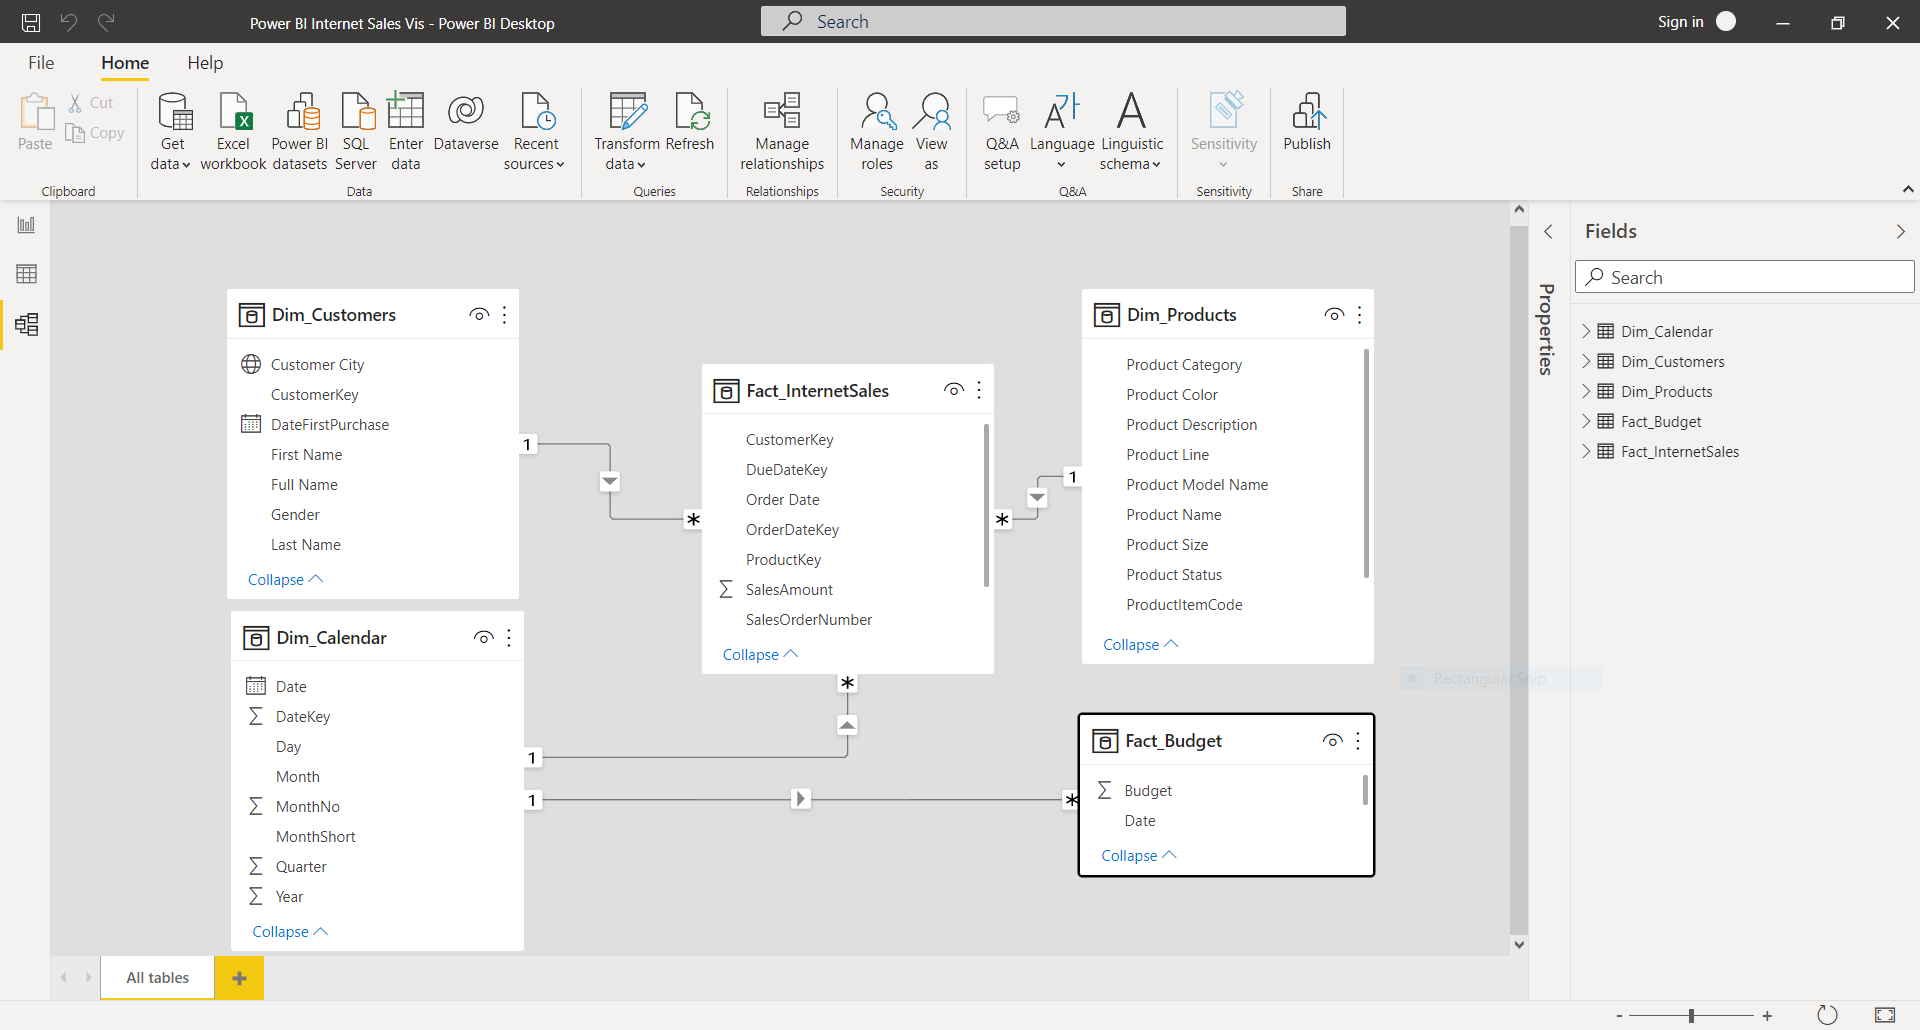 Power BI Internet Sales Vis - Power BI Desktop
Search
Sign in
File
Home
Help
Paste
Cut
Copy
Clipboard
Get data
Excel workbook
Power BI datasets
SQL Server
Enter data
Dataverse
Recent sources
Data
Transform data
Refresh
Queries
Manage relationships
Relationships
Manage roles
View as
Security
Q&A setup
Language
Linguistic schema
Q&A
Sensitivity
Sensitivity
Publish
Share
Dim_Customers
Customer City
CustomerKey
DateFirstPurchase
First Name
Full Name
Gender
Last Name
Collapse
1
*
Fact_InternetSales
CustomerKey
DueDateKey
Order Date
OrderDateKey
ProductKey
SalesAmount
SalesOrderNumber
Collapse
*
1
Dim_Products
Product Category
Product Color
Product Description
Product Line
Product Model Name
Product Name
Product Size
Product Status
ProductItemCode
Collapse
Dim_Calendar
Date
DateKey
Day
Month
MonthNo
MonthShort
Quarter
Year
Collapse
*
1
1
*
Fact_Budget
Budget
Date
Collapse
Rectangular Snip
Properties
Fields
Search
Dim_Calendar
Dim_Customers
Dim_Products
Fact_Budget
Fact_InternetSales
All tables
+
- +